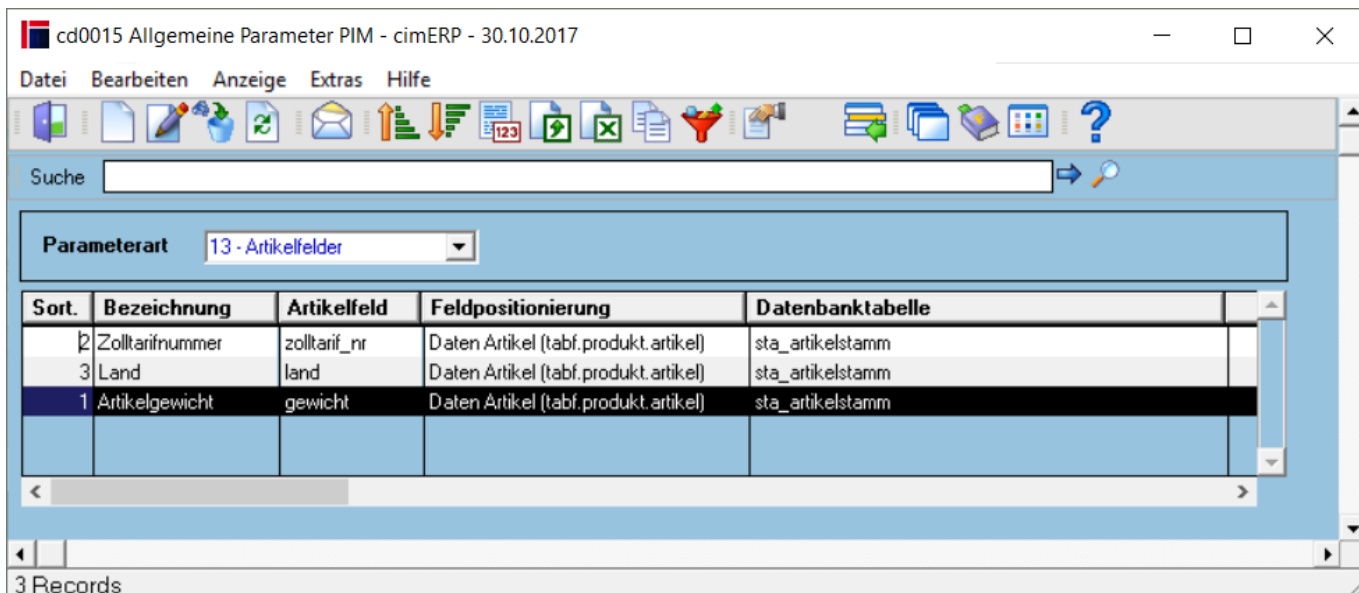 cd0015 Allgemeine Parameter PIM - cimERP - 30.10.2017
Datei Bearbeiten Anzeige Extras Hilfe
123
?
Suche
Parameterart 13 - Artikelfelder
Sort. Bezeichnung Artikelfeld Feldpositionierung Datenbanktabelle
2 Zolltarifnummer zolltarif_nr Daten Artikel (tabf.produkt.artikel) sta_artikelstamm
3 Land land Daten Artikel (tabf.produkt.artikel) sta_artikelstamm
1 Artikelgewicht gewicht Daten Artikel (tabf.produkt.artikel) sta_artikelstamm
3 Records